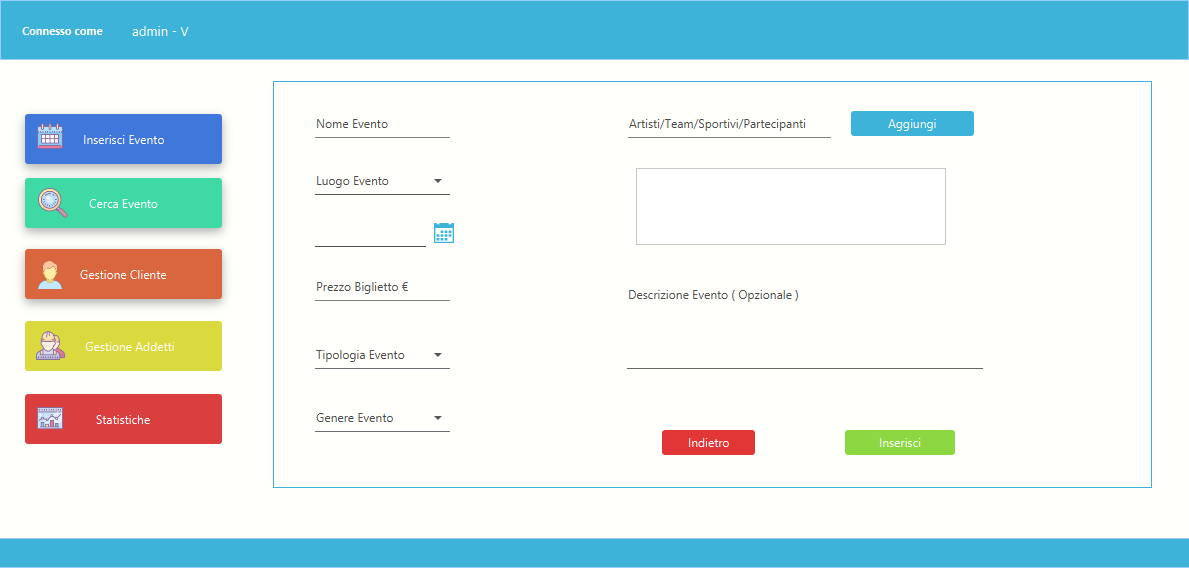 Connesso come admin - V
Inserisci Evento
Cerca Evento
Gestione Cliente
Gestione Addetti
Statistiche
Nome Evento
Luogo Evento
Prezzo Biglietto €
Tipologia Evento
Genere Evento
Artisti/Team/Sportivi/Partecipanti
Aggiungi
Descrizione Evento ( Opzionale )
Indietro
Inserisci